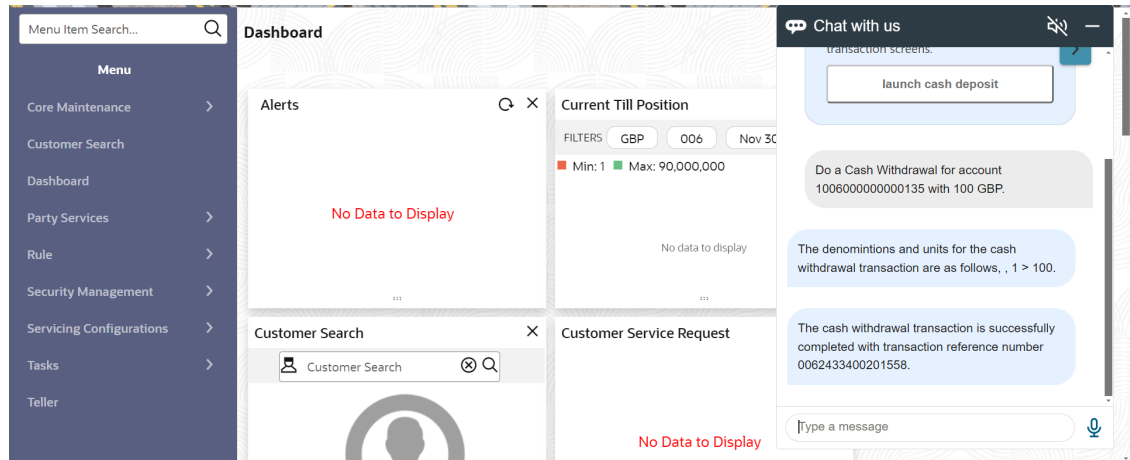 Menu Item Search...
Menu
Core Maintenance
Customer Search
Dashboard
Party Services
Rule
Security Management
Servicing Configurations
Tasks
Teller
Dashboard
Alerts
No Data to Display
Current Till Position
FILTERS GBP 006 Nov 30
Min: 1 Max: 90,000,000
No data to display
Customer Search
Customer Search
Customer Service Request
No Data to Display
Chat with us
transaction screens.
launch cash deposit
Do a Cash Withdrawal for account
1006000000000135 with 100 GBP.
The denomintions and units for the cash
withdrawal transaction are as follows, , 1 > 100.
The cash withdrawal transaction is successfully
completed with transaction reference number
0062433400201558.
Type a message